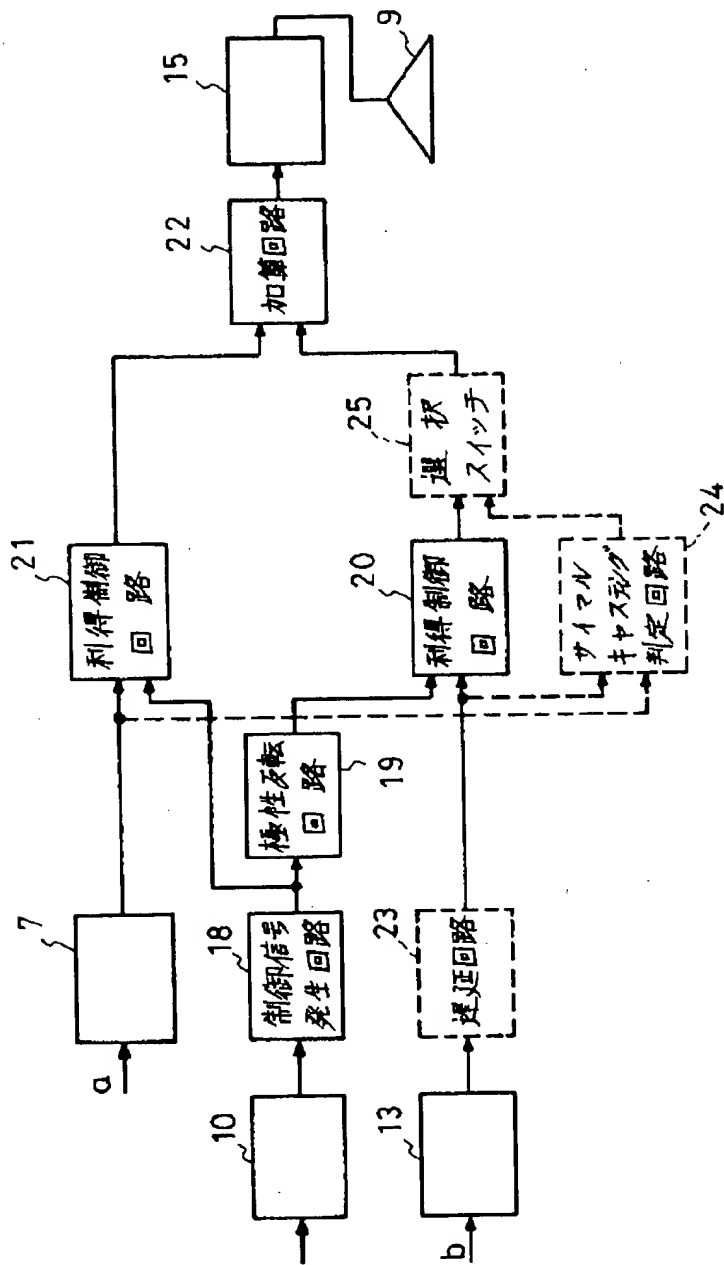 a
7
21
利得制御
回路
22
加算回路
15
9
10
18
制御信号
発生回路
19
極性反転
回路
20
利得制御
回路
25
選択
スイッチ
b
13
23
遅延回路
24
サイマル
キャスティング
判定回路